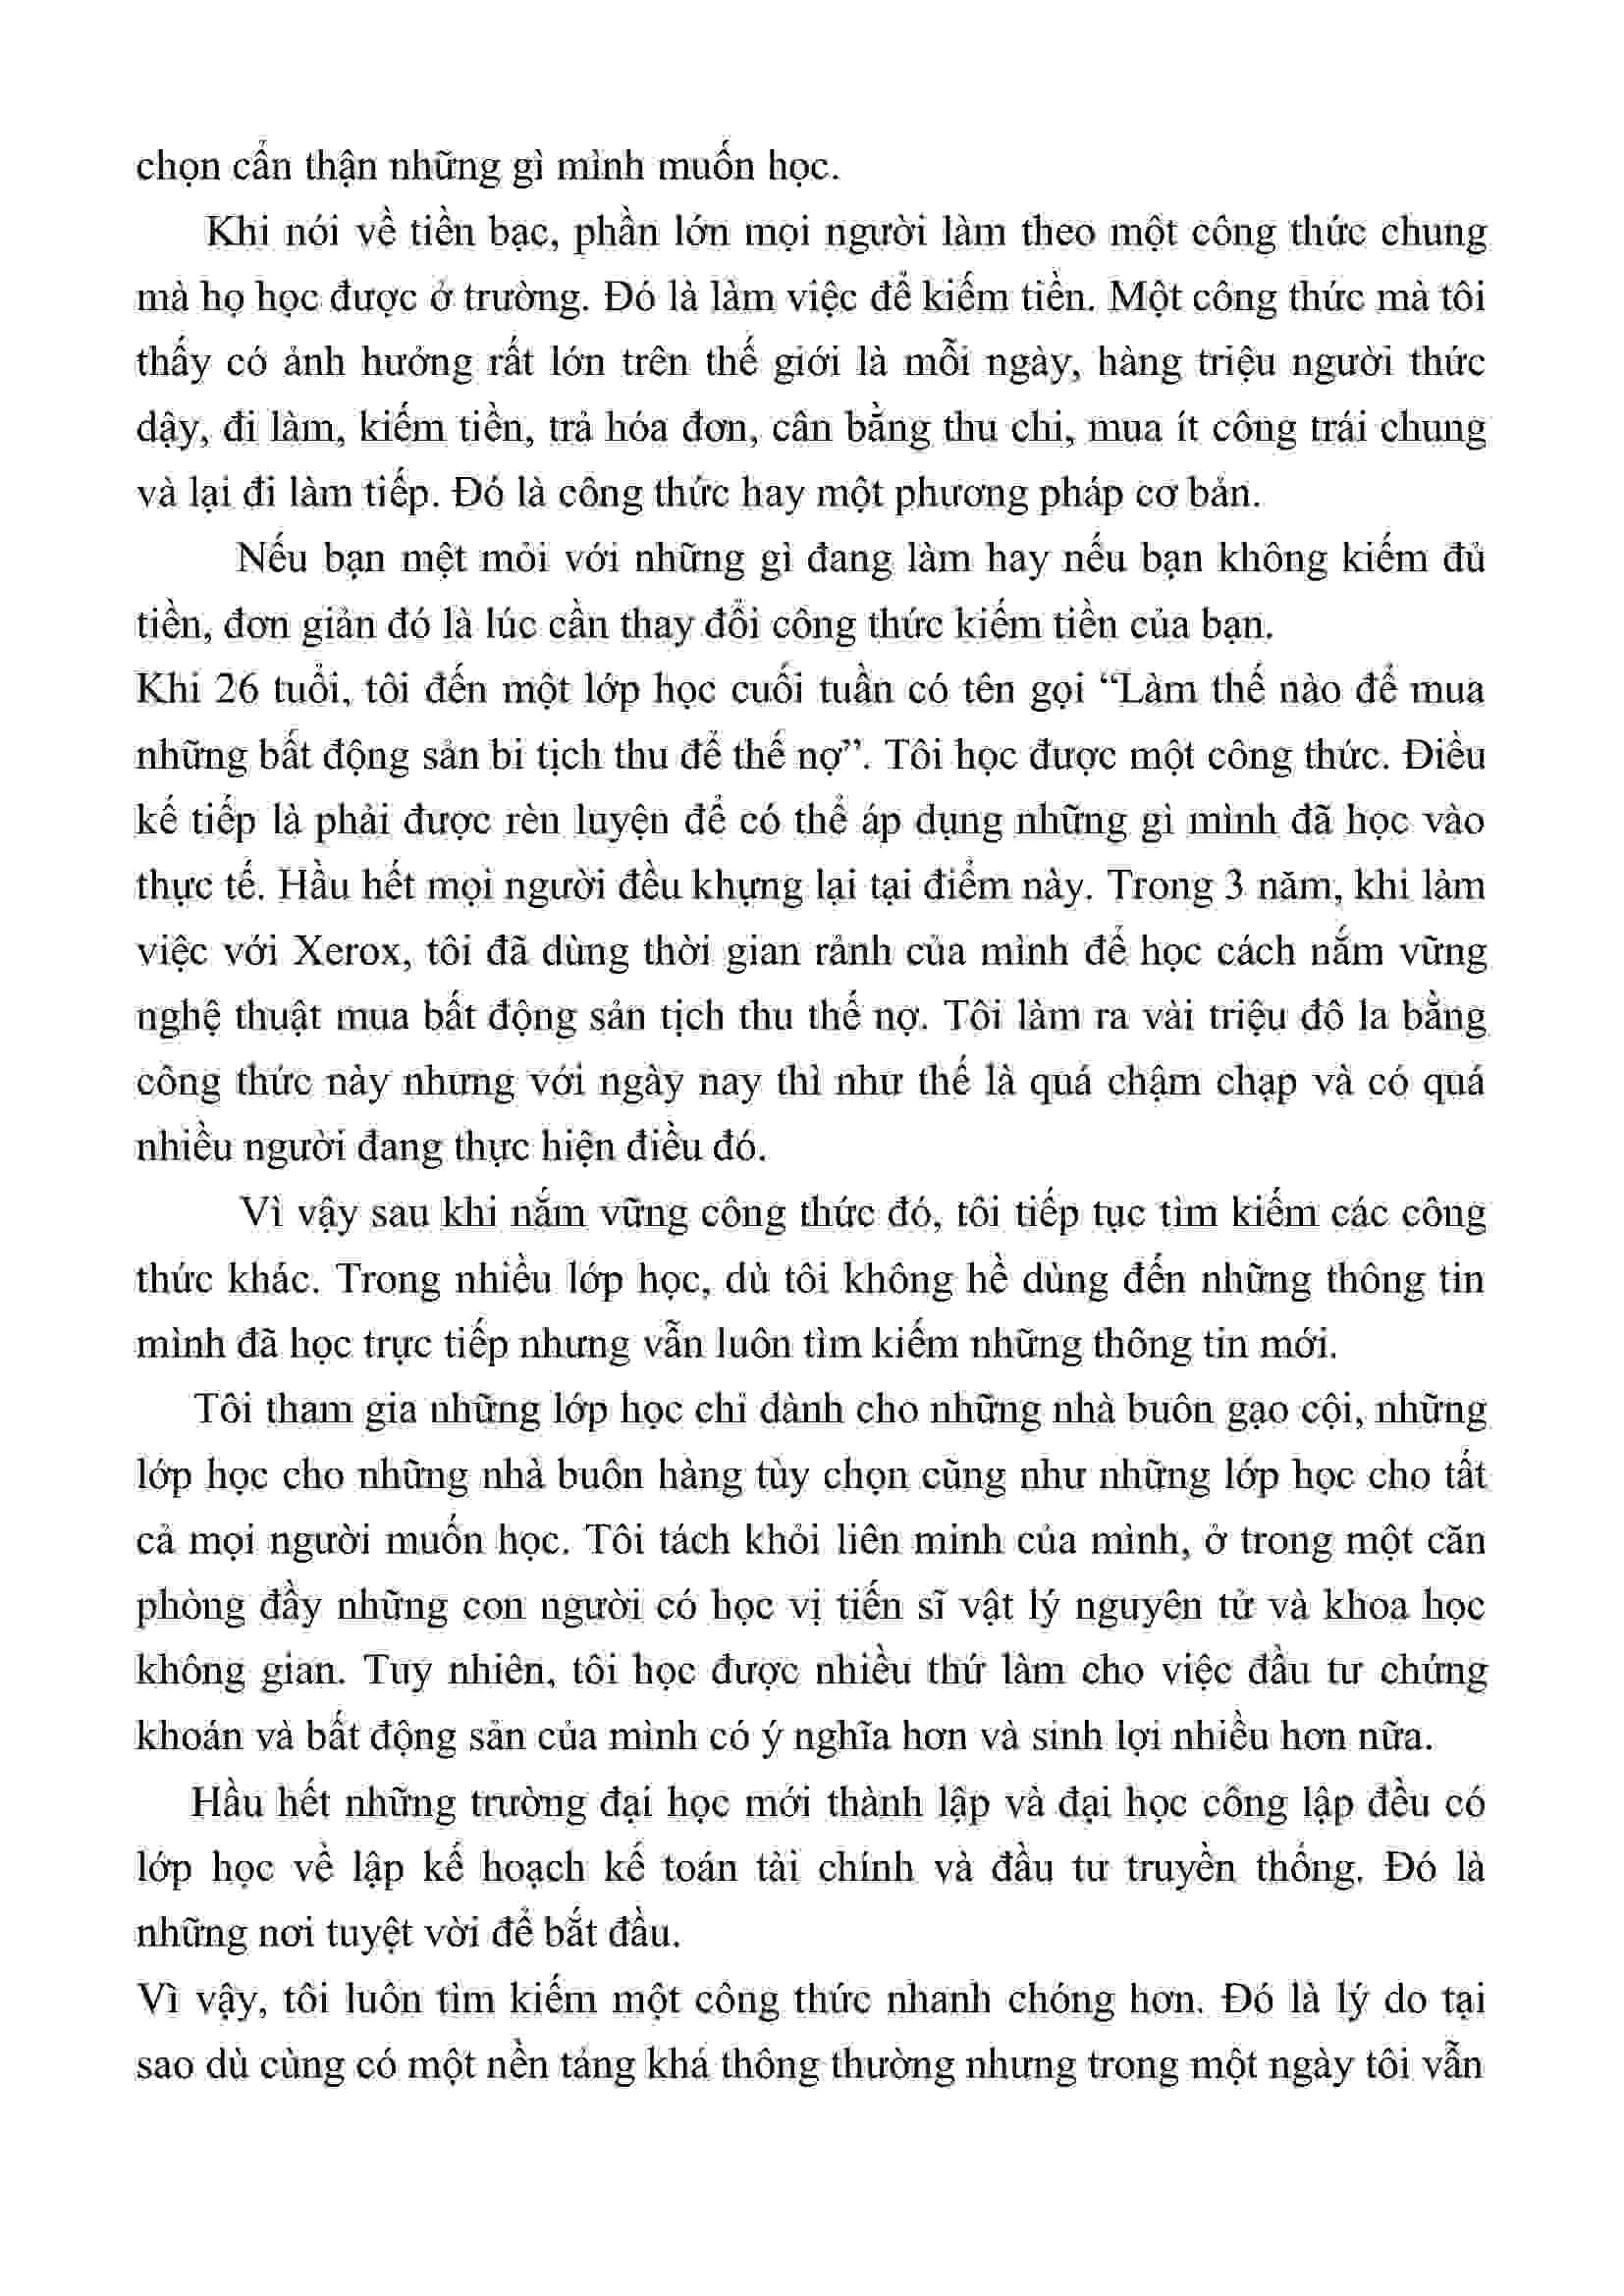 chọn cẩn thận những gì mình muốn học.
Khi nói về tiền bạc, phần lớn mọi người làm theo một công thức chung
mà họ học được ở trường. Đó là làm việc để kiếm tiền. Một công thức mà tôi
thấy có ảnh hưởng rất lớn trên thế giới là mỗi ngày, hàng triệu người thức
dậy, đi làm, kiếm tiền, trả hóa đơn, cân bằng thu chi, mua ít công trái chung
và lại đi làm tiếp. Đó là công thức hay một phương pháp cơ bản.
Nếu bạn mệt mỏi với những gì đang làm hay nếu bạn không kiếm đủ
tiền, đơn giản đó là lúc cần thay đổi công thức kiếm tiền của bạn.
Khi 26 tuổi, tôi đến một lớp học cuối tuần có tên gọi “Làm thế nào để mua
những bất động sản bi tịch thu để thế nợ”. Tôi học được một công thức. Điều
kế tiếp là phải được rèn luyện để có thể áp dụng những gì mình đã học vào
thực tế. Hầu hết mọi người đều khựng lại tại điểm này. Trong 3 năm, khi làm
việc với Xerox, tôi đã dùng thời gian rảnh của mình để học cách nắm vững
nghệ thuật mua bất động sản tịch thu thế nợ. Tôi làm ra vài triệu đô la bằng
công thức này nhưng với ngày nay thì như thế là quá chậm chạp và có quá
nhiều người đang thực hiện điều đó.
Vì vậy sau khi nắm vững công thức đó, tôi tiếp tục tìm kiếm các công
thức khác. Trong nhiều lớp học, dù tôi không hề dùng đến những thông tin
mình đã học trực tiếp nhưng vẫn luôn tìm kiếm những thông tin mới.
Tôi tham gia những lớp học chỉ dành cho những nhà buôn gạo cội, những
lớp học cho những nhà buôn hàng tùy chọn cũng như những lớp học cho tất
cả mọi người muốn học. Tôi tách khỏi liên minh của mình, ở trong một căn
phòng đầy những con người có học vị tiến sĩ vật lý nguyên tử và khoa học
không gian. Tuy nhiên, tôi học được nhiều thứ làm cho việc đầu tư chứng
khoán và bất động sản của mình có ý nghĩa hơn và sinh lợi nhiều hơn nữa.
Hầu hết những trường đại học mới thành lập và đại học công lập đều có
lớp học về lập kế hoạch kế toán tài chính và đầu tư truyền thống. Đó là
những nơi tuyệt vời để bắt đầu.
Vì vậy, tôi luôn tìm kiếm một công thức nhanh chóng hơn. Đó là lý do tại
sao dù cùng có một nền tảng khá thông thường nhưng trong một ngày tôi vẫn